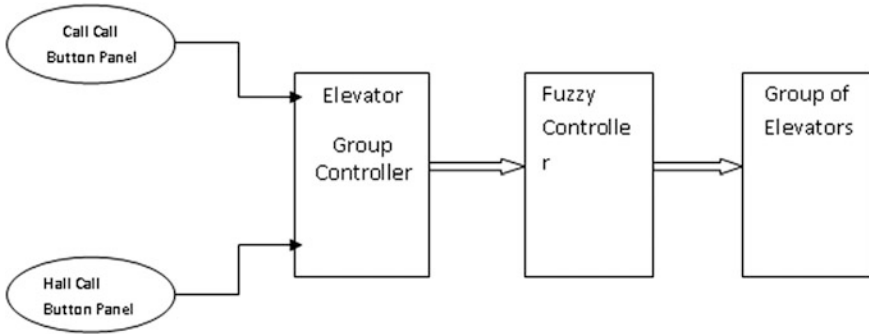 Call Call
Button Panel
Elevator
Group
Controller
Fuzzy
Controlle
r
Group of
Elevators
Hall Call
Button Panel